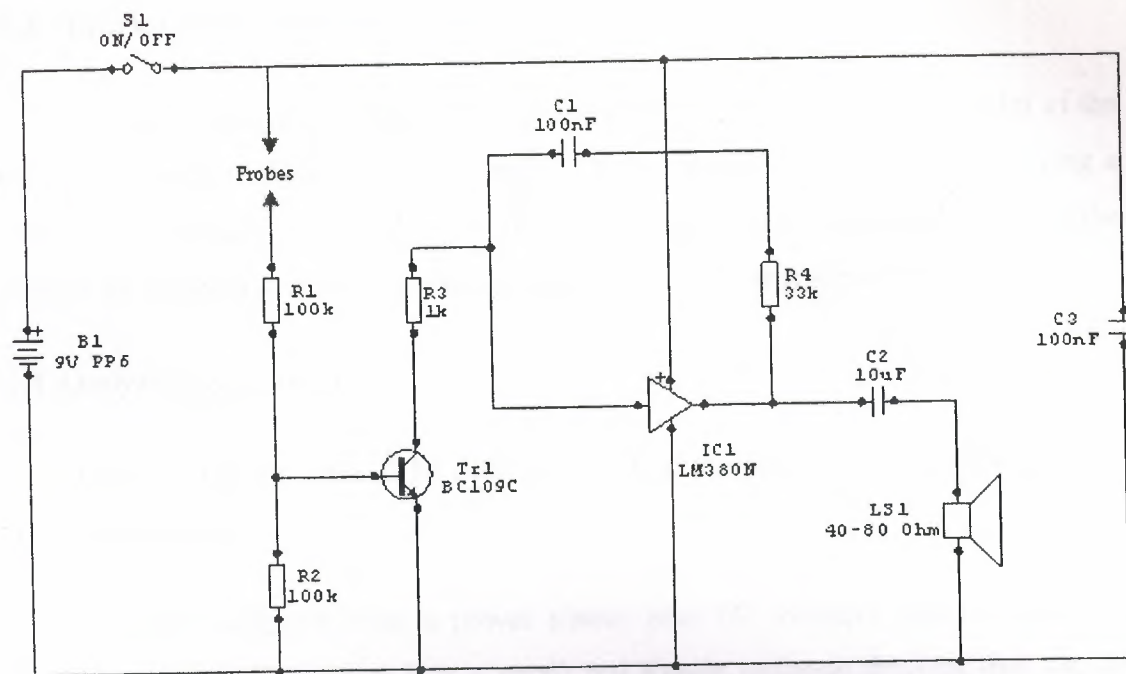 S1
ON/OFF
C1
100nF
Probes
R1
100k
R3
1k
R4
33k
B1
9V PP6
C3
100nF
C2
10uF
+
+
IC1
LM380N
Tr1
BC109C
LS1
40-80 Ohm
R2
100k